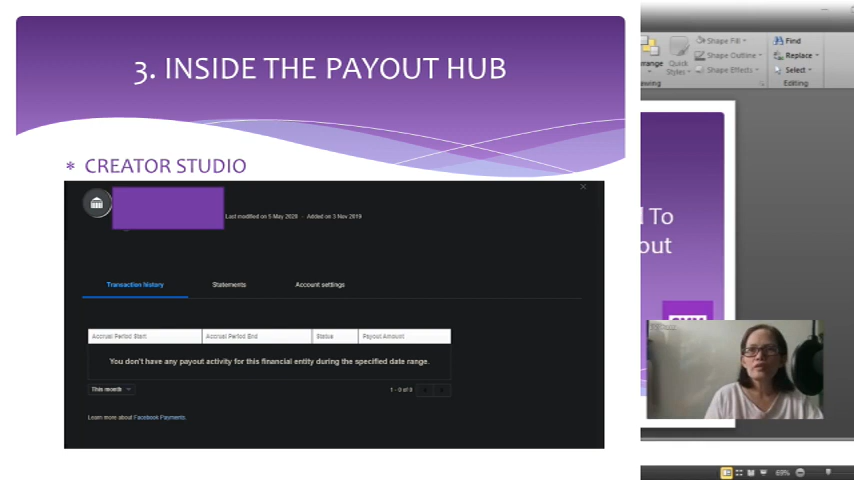 3. INSIDE THE PAYOUT HUB
* CREATOR STUDIO
Last modified on 5 May 2020 · Added on 3 Nov 2019
Transaction history Statements Account settings
Accrual Period Start Accrual Period End Status Payout Amount
You don't have any payout activity for this financial entity during the specified date range.
This month 1 - 0 of 0
Learn more about Facebook Payments.
Shape Fill
Shape Outline
Shape Effects
Quick
Styles
Find
Replace
Select
Editing
To
69%